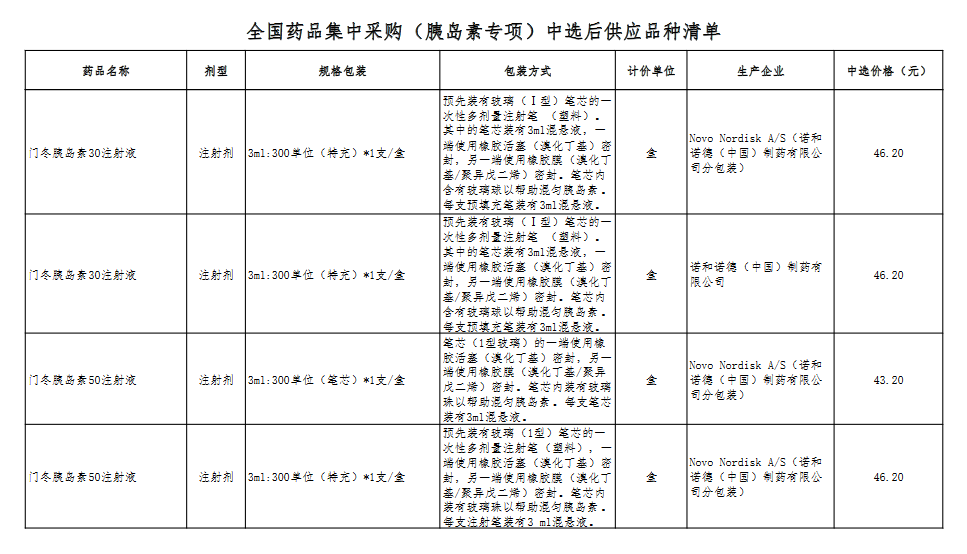 全国药品集中采购（胰岛素专项）中选后供应品种清单
药品名称 剂型 规格包装 包装方式 计价单位 生产企业 中选价格（元）
门冬胰岛素30注射液
注射剂
3ml:300单位（特充）*1支/盒
预先装有玻璃（Ⅰ型）笔芯的一
次性多剂量注射笔 （塑料）。
其中的笔芯装有3ml混悬液，一
端使用橡胶活塞（溴化丁基）密
封，另一端使用橡胶膜（溴化丁
基/聚异戊二烯）密封。笔芯内
含有玻璃珠以帮助混匀胰岛素。
每支预填充笔装有3ml混悬液。
盒
Novo Nordisk A/S（诺和
诺德（中国）制药有限公
司分包装）
46.20
门冬胰岛素30注射液
注射剂
3ml:300单位（特充）*1支/盒
预先装有玻璃（Ⅰ型）笔芯的一
次性多剂量注射笔 （塑料）。
其中的笔芯装有3ml混悬液，一
端使用橡胶活塞（溴化丁基）密
封，另一端使用橡胶膜（溴化丁
基/聚异戊二烯）密封。笔芯内
含有玻璃珠以帮助混匀胰岛素。
每支预填充笔装有3ml混悬液。
盒
诺和诺德（中国）制药有
限公司
46.20
门冬胰岛素50注射液
注射剂
3ml:300单位（笔芯）*1支/盒
笔芯（1型玻璃）的一端使用橡
胶活塞（溴化丁基）密封，另一
端使用橡胶膜（溴化丁基/聚异
戊二烯）密封。笔芯内装有玻璃
珠以帮助混匀胰岛素。每支笔芯
装有3ml混悬液。
盒
Novo Nordisk A/S（诺和
诺德（中国）制药有限公
司分包装）
43.20
门冬胰岛素50注射液
注射剂
3ml:300单位（特充）*1支/盒
预先装有玻璃（1型）笔芯的一
次性多剂量注射笔（塑料），一
端使用橡胶活塞（溴化丁基）密
封，另一端使用橡胶膜（溴化丁
基/聚异戊二烯）密封。笔芯内
装有玻璃珠以帮助混匀胰岛素。
每支注射笔装有3 ml混悬液。
盒
Novo Nordisk A/S（诺和
诺德（中国）制药有限公
司分包装）
46.20